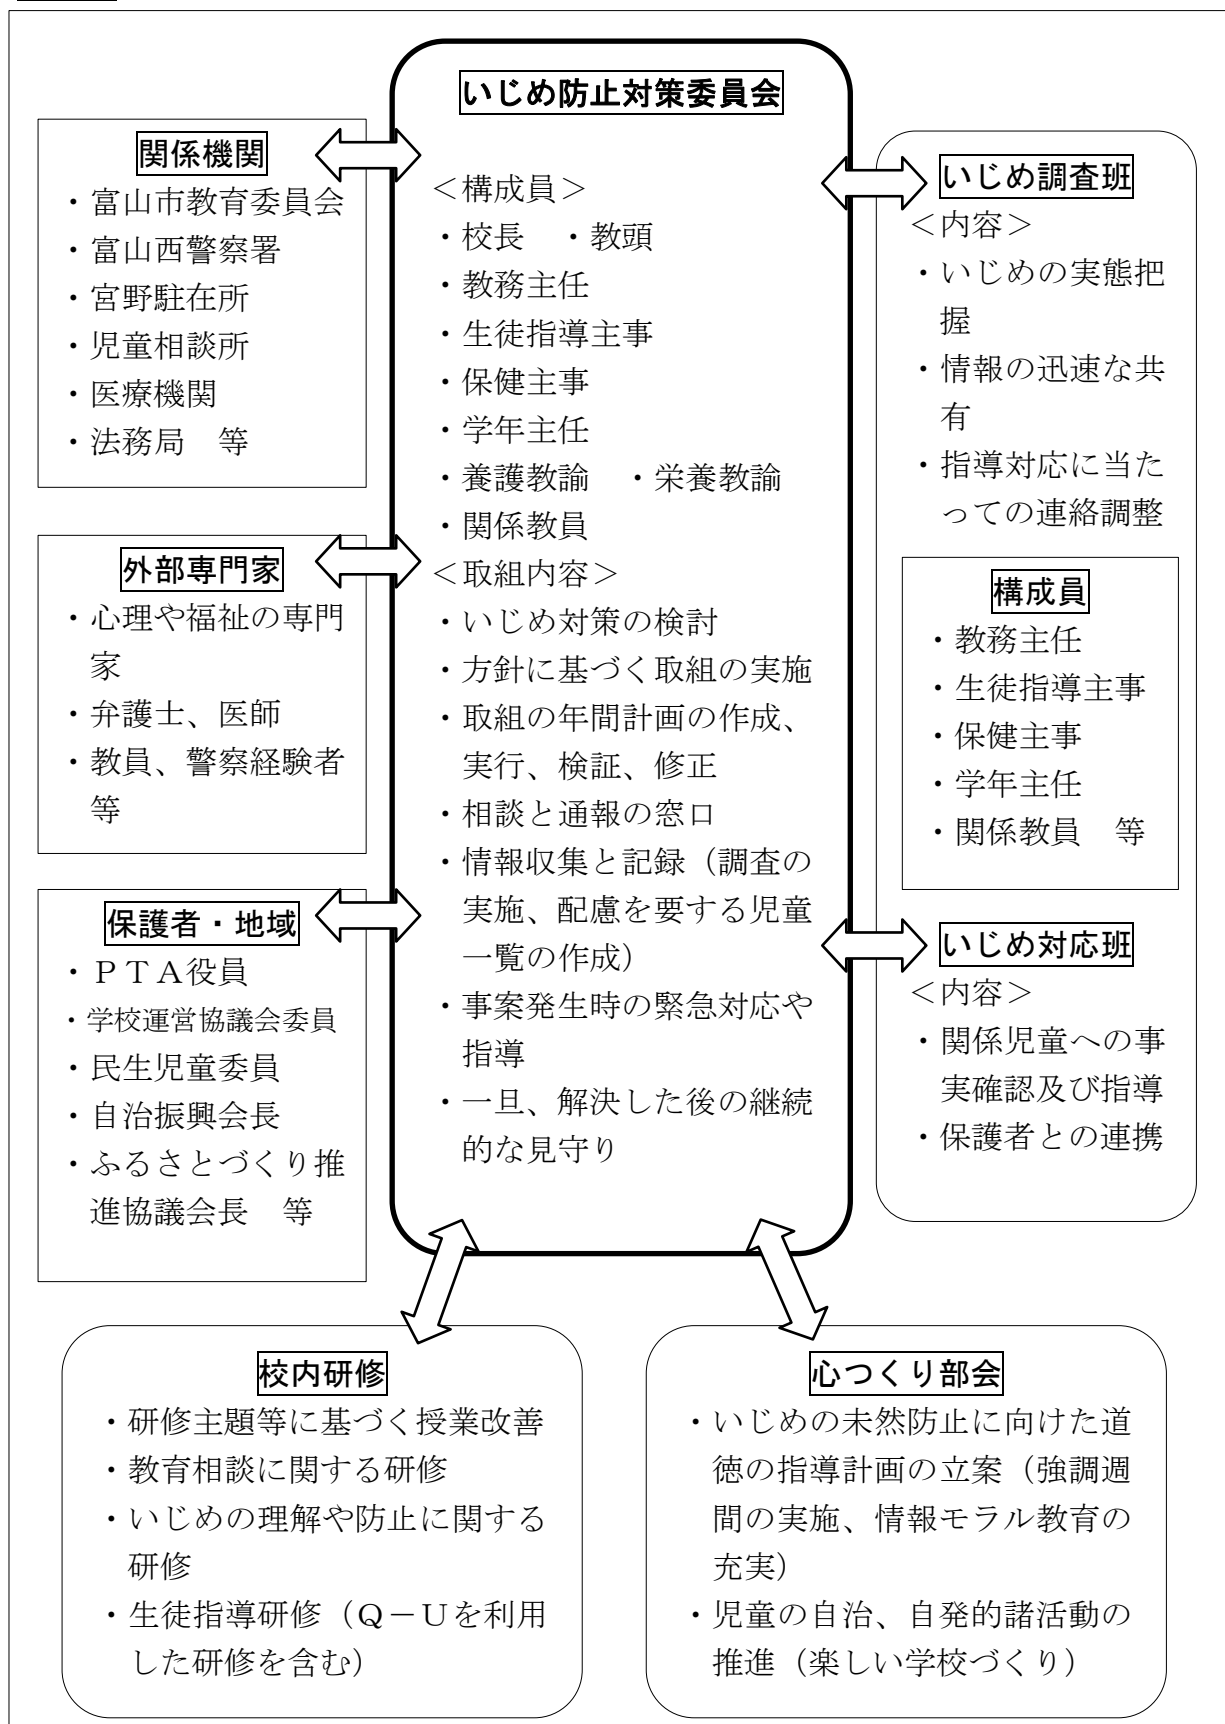 いじめ防止対策委員会
＜構成員＞
・校長　・教頭
・教務主任
・生徒指導主事
・保健主事
・学年主任
・養護教諭　・栄養教諭
・関係教員
＜取組内容＞
・いじめ対策の検討
・方針に基づく取組の実施
・取組の年間計画の作成、
実行、検証、修正
・相談と通報の窓口
・情報収集と記録（調査の
実施、配慮を要する児童
一覧の作成）
・事案発生時の緊急対応や
指導
・一旦、解決した後の継続
的な見守り
関係機関
・富山市教育委員会
・富山西警察署
・宮野駐在所
・児童相談所
・医療機関
・法務局　等
外部専門家
・心理や福祉の専門
家
・弁護士、医師
・教員、警察経験者
等
保護者・地域
・ＰＴＡ役員
・学校運営協議会委員
・民生児童委員
・自治振興会長
・ふるさとづくり推
進協議会長　等
いじめ調査班
＜内容＞
・いじめの実態把
握
・情報の迅速な共
有
・指導対応に当た
っての連絡調整
構成員
・教務主任
・生徒指導主事
・保健主事
・学年主任
・関係教員　等
いじめ対応班
＜内容＞
・関係児童への事
実確認及び指導
・保護者との連携
校内研修
・研修主題等に基づく授業改善
・教育相談に関する研修
・いじめの理解や防止に関する
研修
・生徒指導研修（Ｑ－Ｕを利用
した研修を含む）
心つくり部会
・いじめの未然防止に向けた道
徳の指導計画の立案（強調週
間の実施、情報モラル教育の
充実）
・児童の自治、自発的諸活動の
推進（楽しい学校づくり）